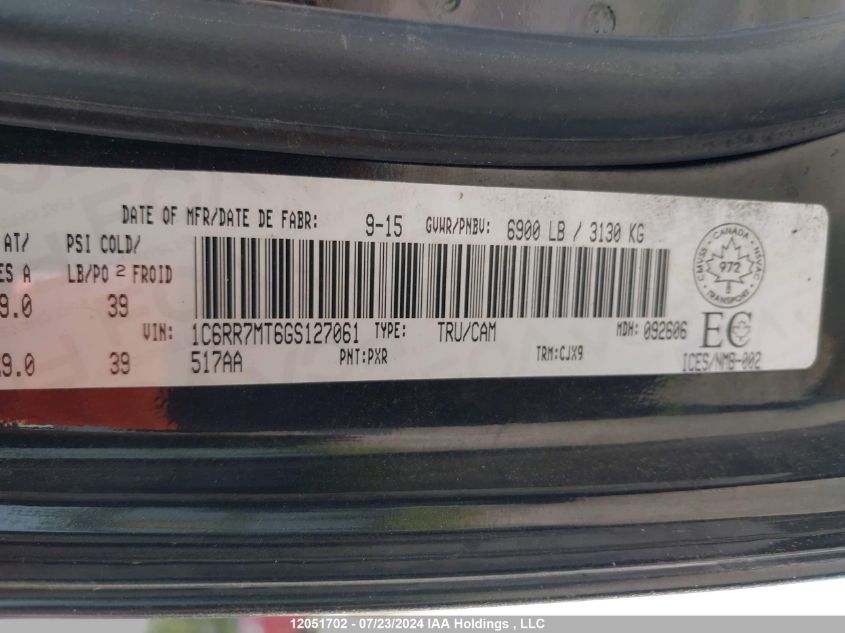 DATE OF MFR/DATE DE FABR: 9-15 GVWR/PNBV: 6900 LB / 3130 KG
AT/ PSI COLD/
ES A LB/PO 2 FROID
9.0 39
VIN: 1C6RR7MT6GS127061 TYPE: TRU/CAM MDH: 092606
9.0 39 517AA PNT:PXR TRM:CJX9
CANADA
CMVSS NSVAC
972
TRANSPORT
EC
ICES/NMB-002
12051702 - 07/23/2024 IAA Holdings , LLC